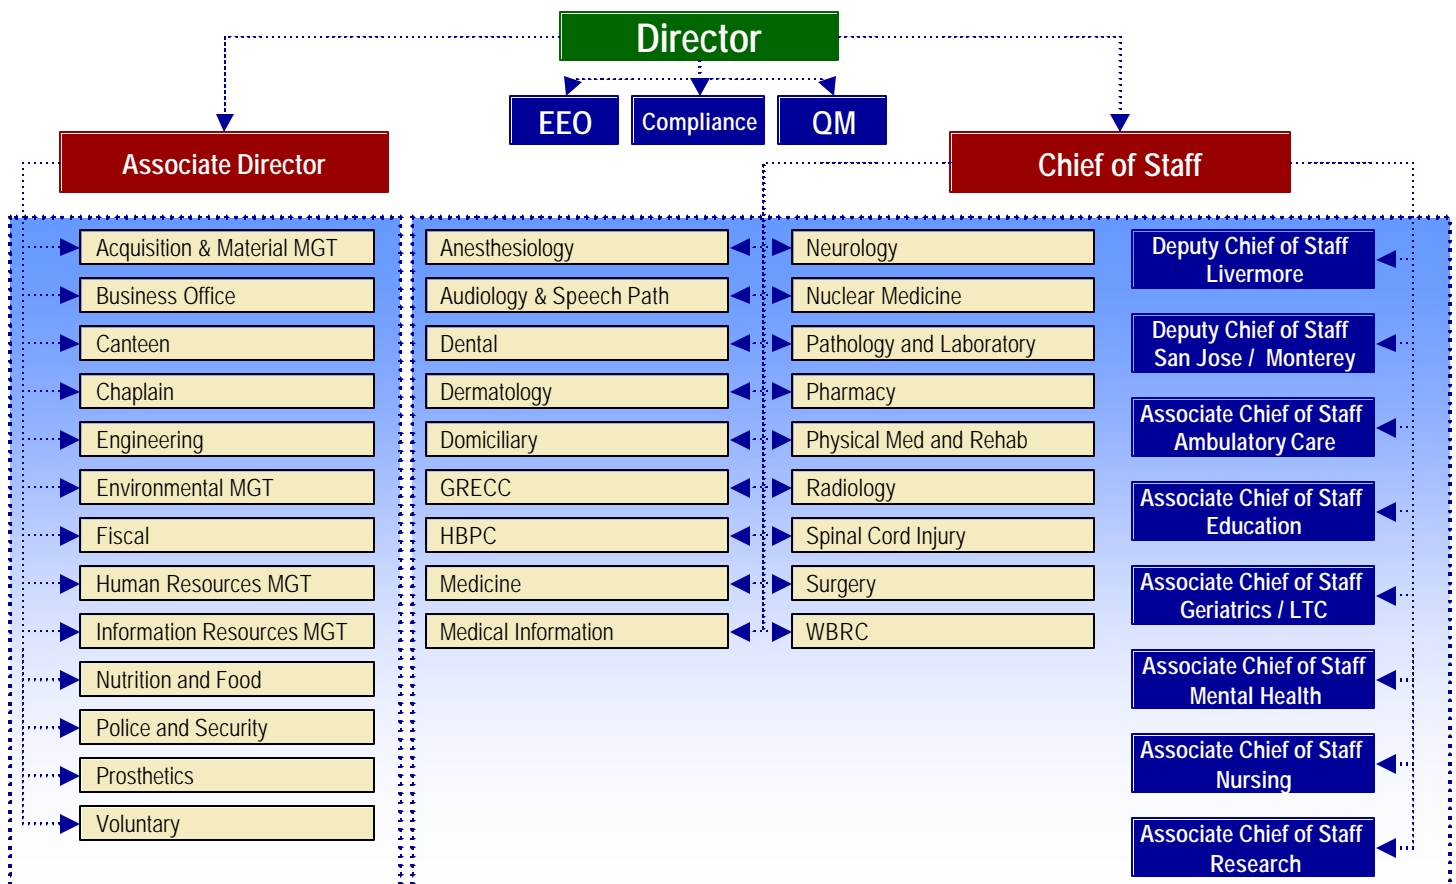 Director
EEO
Compliance
QM
Associate Director
Chief of Staff
Acquisition & Material MGT
Business Office
Canteen
Chaplain
Engineering
Environmental MGT
Fiscal
Human Resources MGT
Information Resources MGT
Nutrition and Food
Police and Security
Prosthetics
Voluntary
Anesthesiology
Audiology & Speech Path
Dental
Dermatology
Domiciliary
GRECC
HBPC
Medicine
Medical Information
Neurology
Nuclear Medicine
Pathology and Laboratory
Pharmacy
Physical Med and Rehab
Radiology
Spinal Cord Injury
Surgery
WBRC
Deputy Chief of Staff
Livermore
Deputy Chief of Staff
San Jose / Monterey
Associate Chief of Staff
Ambulatory Care
Associate Chief of Staff
Education
Associate Chief of Staff
Geriatrics / LTC
Associate Chief of Staff
Mental Health
Associate Chief of Staff
Nursing
Associate Chief of Staff
Research